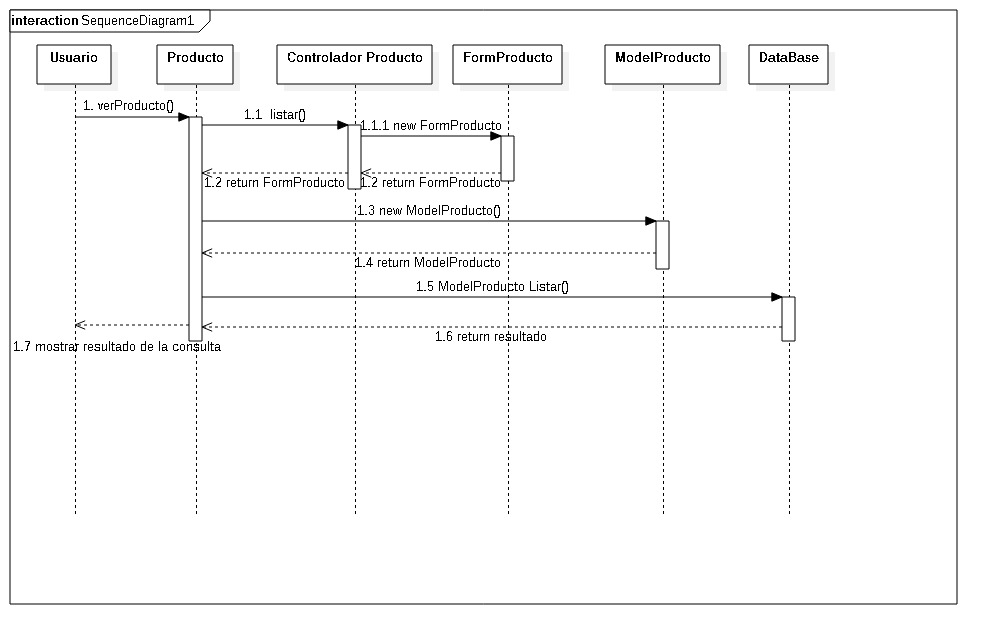 interaction SequenceDiagram1
Usuario
Producto
Controlador Producto
FormProducto
ModelProducto
DataBase
1. verProducto()
1.1 listar()
1.1.1 new FormProducto
1.2 return FormProducto
1.2 return FormProducto
1.3 new ModelProducto()
1.4 return ModelProducto
1.5 ModelProducto Listar()
1.6 return resultado
1.7 mostrar resultado de la consulta